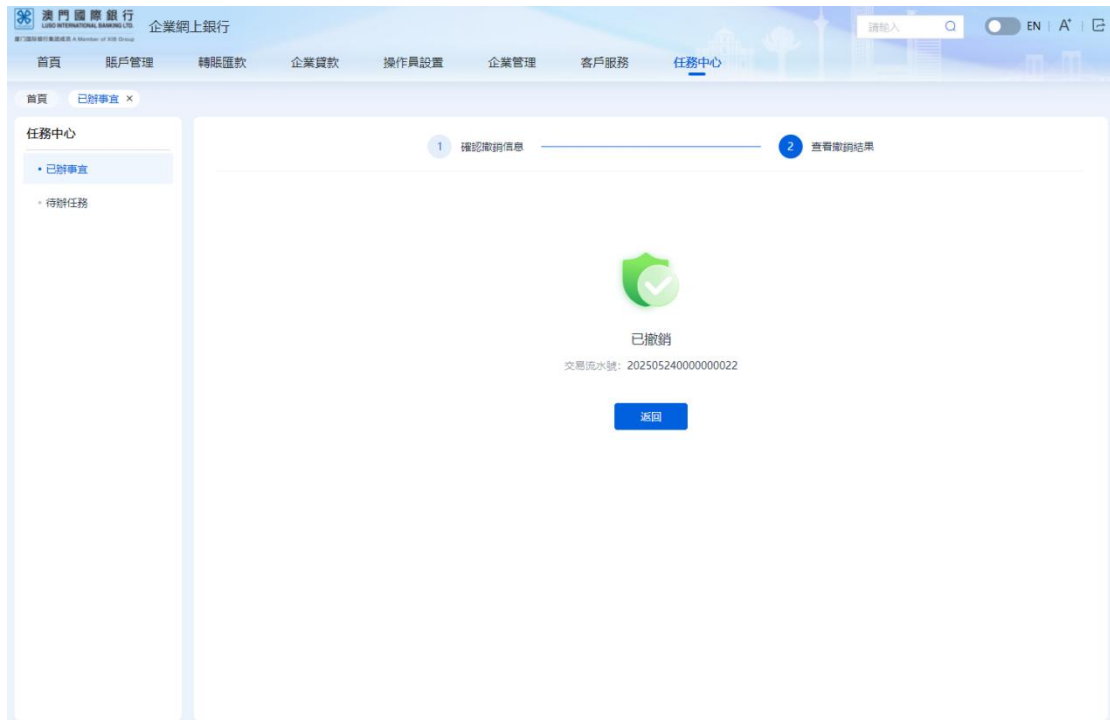 澳門國際銀行
LUSO INTERNATIONAL BANKING LTD.
企業網上銀行
請輸入
EN
A+
首頁 賬戶管理 轉賬匯款 企業貸款 操作員設置 企業管理 客戶服務 任務中心
首頁 已辦事宜 ×
任務中心
• 已辦事宜
• 待辦任務
1 確認撤銷信息
2 查看撤銷結果
已撤銷
交易流水號: 202505240000000022
返回